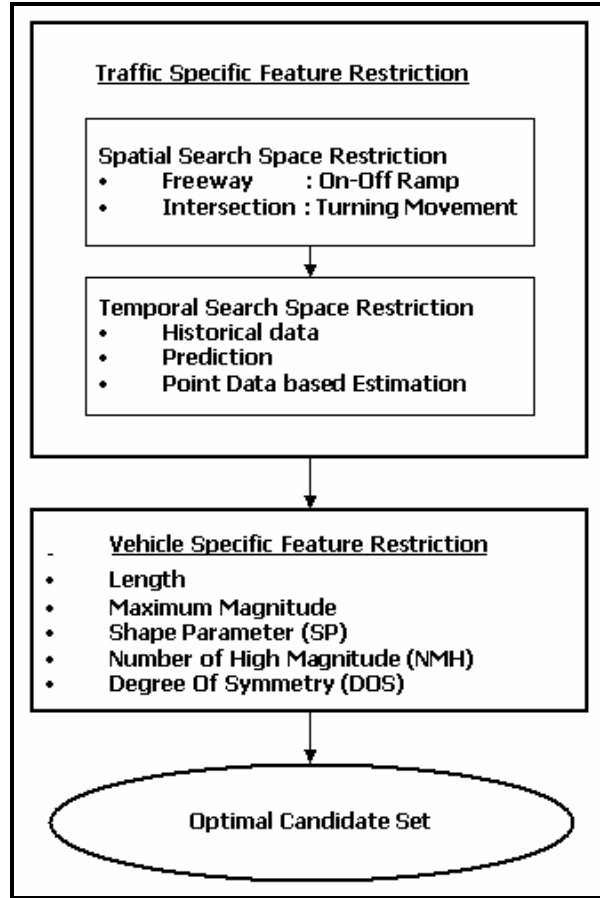 Traffic Specific Feature Restriction
Spatial Search Space Restriction
• Freeway : On-Off Ramp
• Intersection : Turning Movement
Temporal Search Space Restriction
• Historical data
• Prediction
• Point Data based Estimation
- Vehicle Specific Feature Restriction
• Length
• Maximum Magnitude
• Shape Parameter (SP)
• Number of High Magnitude (NMH)
• Degree Of Symmetry (DOS)
Optimal Candidate Set